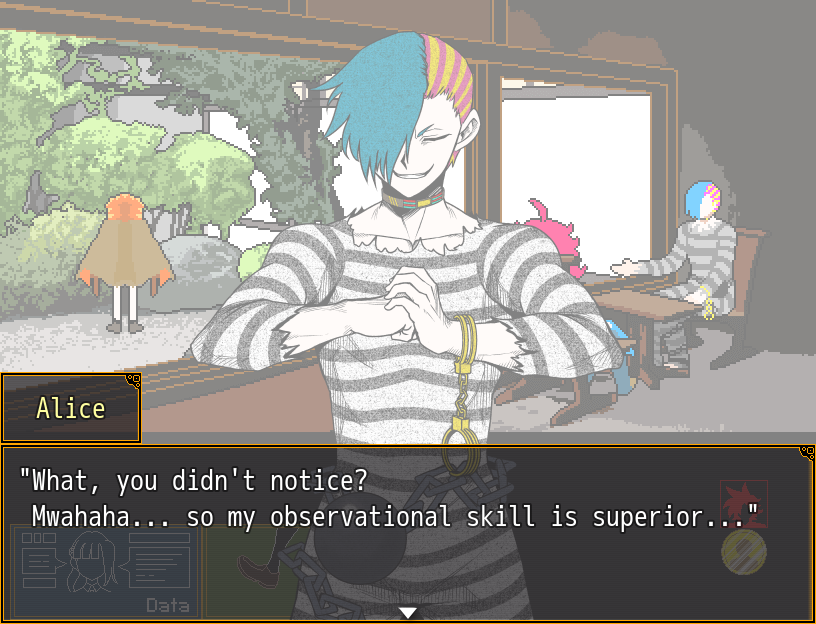 Alice
"What, you didn't notice?
Mwahaha... so my observational skill is superior..."
Data